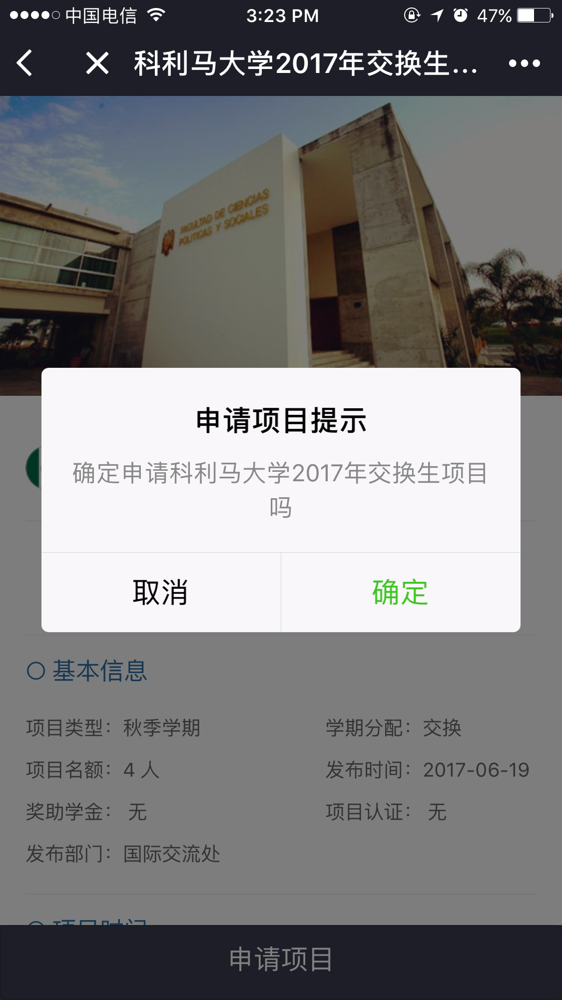 中国电信
3:23 PM
47%
科利马大学2017年交换生...
FACULTAD DE CIENCIAS
POLITICAS Y SOCIALES
申请项目提示
确定申请科利马大学2017年交换生项目
吗
取消
确定
基本信息
项目类型：秋季学期
学期分配：交换
项目名额：4 人
发布时间：2017-06-19
奖助学金： 无
项目认证： 无
发布部门：国际交流处
项目时间
申请项目